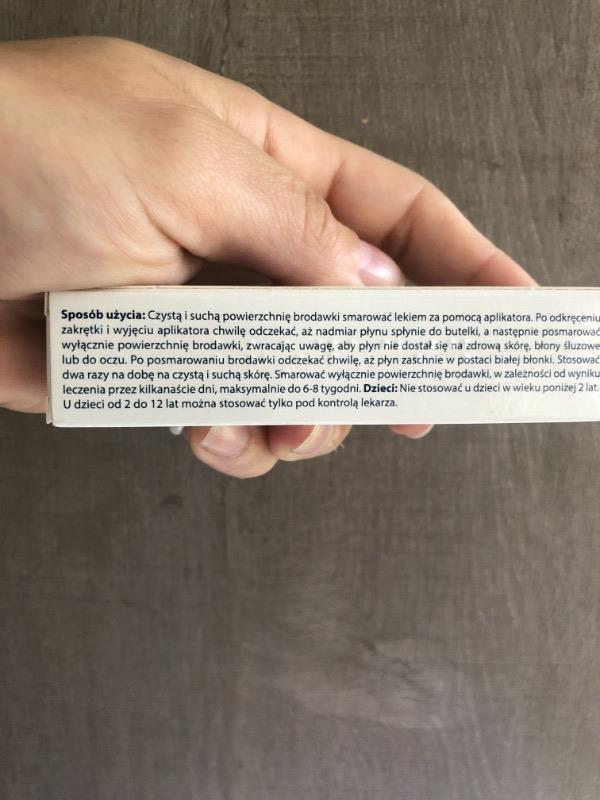 Sposób użycia: Czystą i suchą powierzchnię brodawki smarować lekiem za pomocą aplikatora. Po odkręceniu
zakrętki i wyjęciu aplikatora chwilę odczekać, aż nadmiar płynu spłynie do butelki, a następnie posmarować
wyłącznie powierzchnię brodawki, zwracając uwagę, aby płyn nie dostał się na zdrową skórę, błony śluzowe
lub do oczu. Po posmarowaniu brodawki odczekać chwilę, aż płyn zaschnie w postaci białej błonki. Stosować
dwa razy na dobę na czystą i suchą skórę. Smarować wyłącznie powierzchnię brodawki, w zależności od wyniku
leczenia przez kilkanaście dni, maksymalnie do 6-8 tygodni. Dzieci: Nie stosować u dzieci w wieku poniżej 2 lat.
U dzieci od 2 do 12 lat można stosować tylko pod kontrolą lekarza.